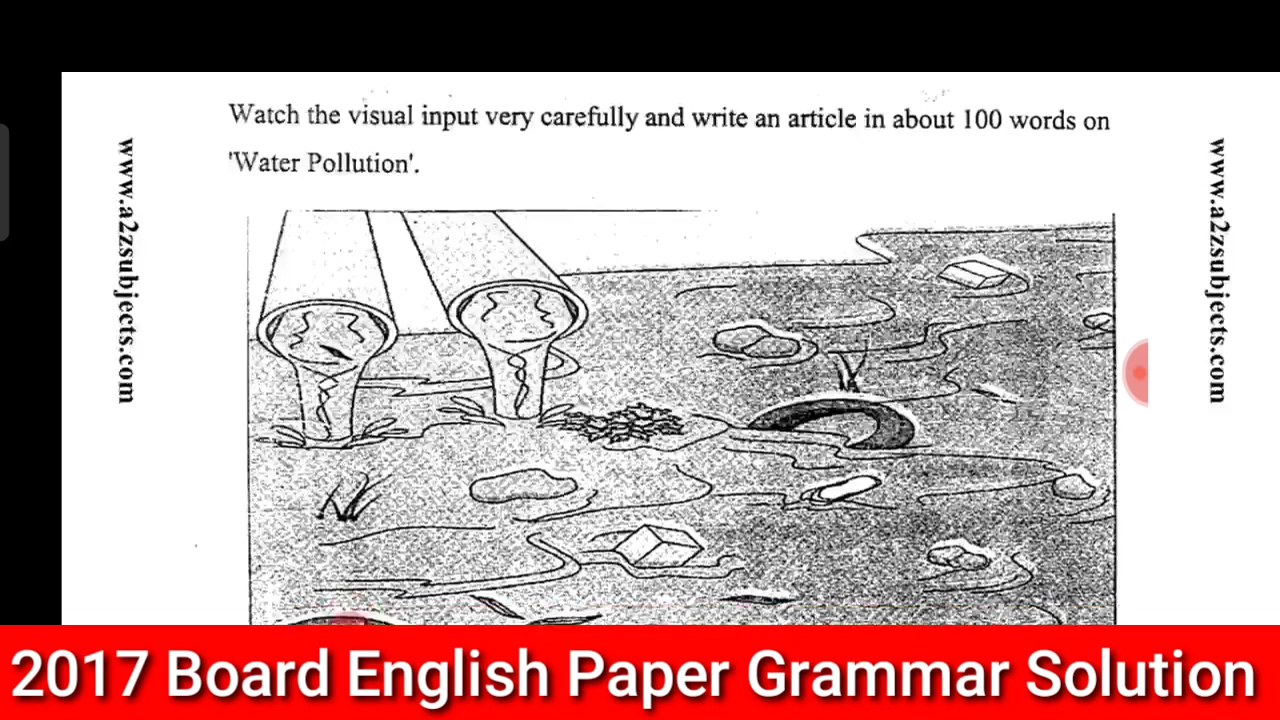 Watch the visual input very carefully and write an article in about 100 words on
'Water Pollution'.
www.a2zsubjects.com
www.a2zsubjects.com
2017 Board English Paper Grammar Solution